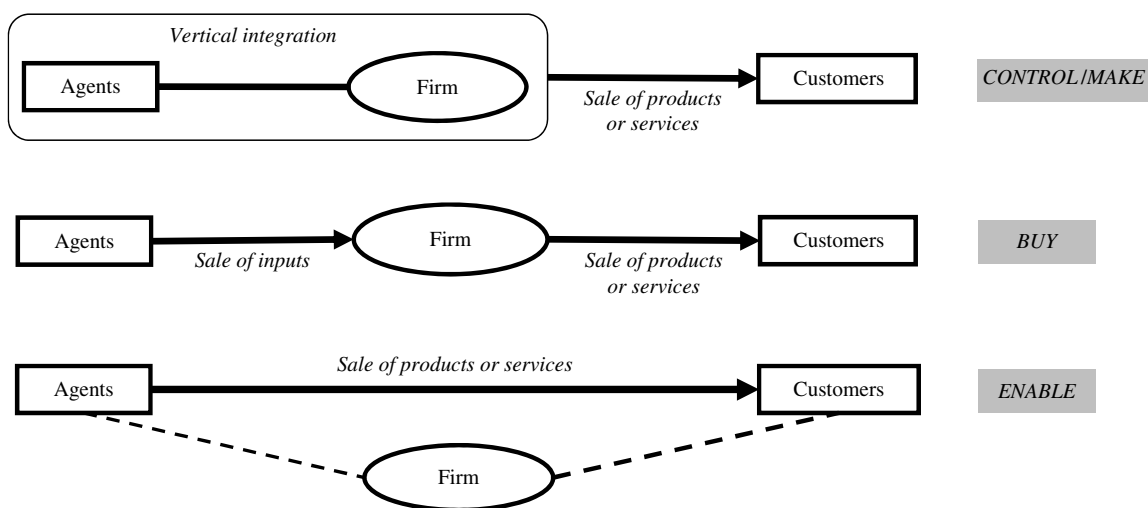 Vertical integration
Agents
Firm
Customers
CONTROL/MAKE
Sale of products
or services
Agents
Firm
Customers
BUY
Sale of inputs
Sale of products
or services
Sale of products or services
Agents
Customers
ENABLE
Firm